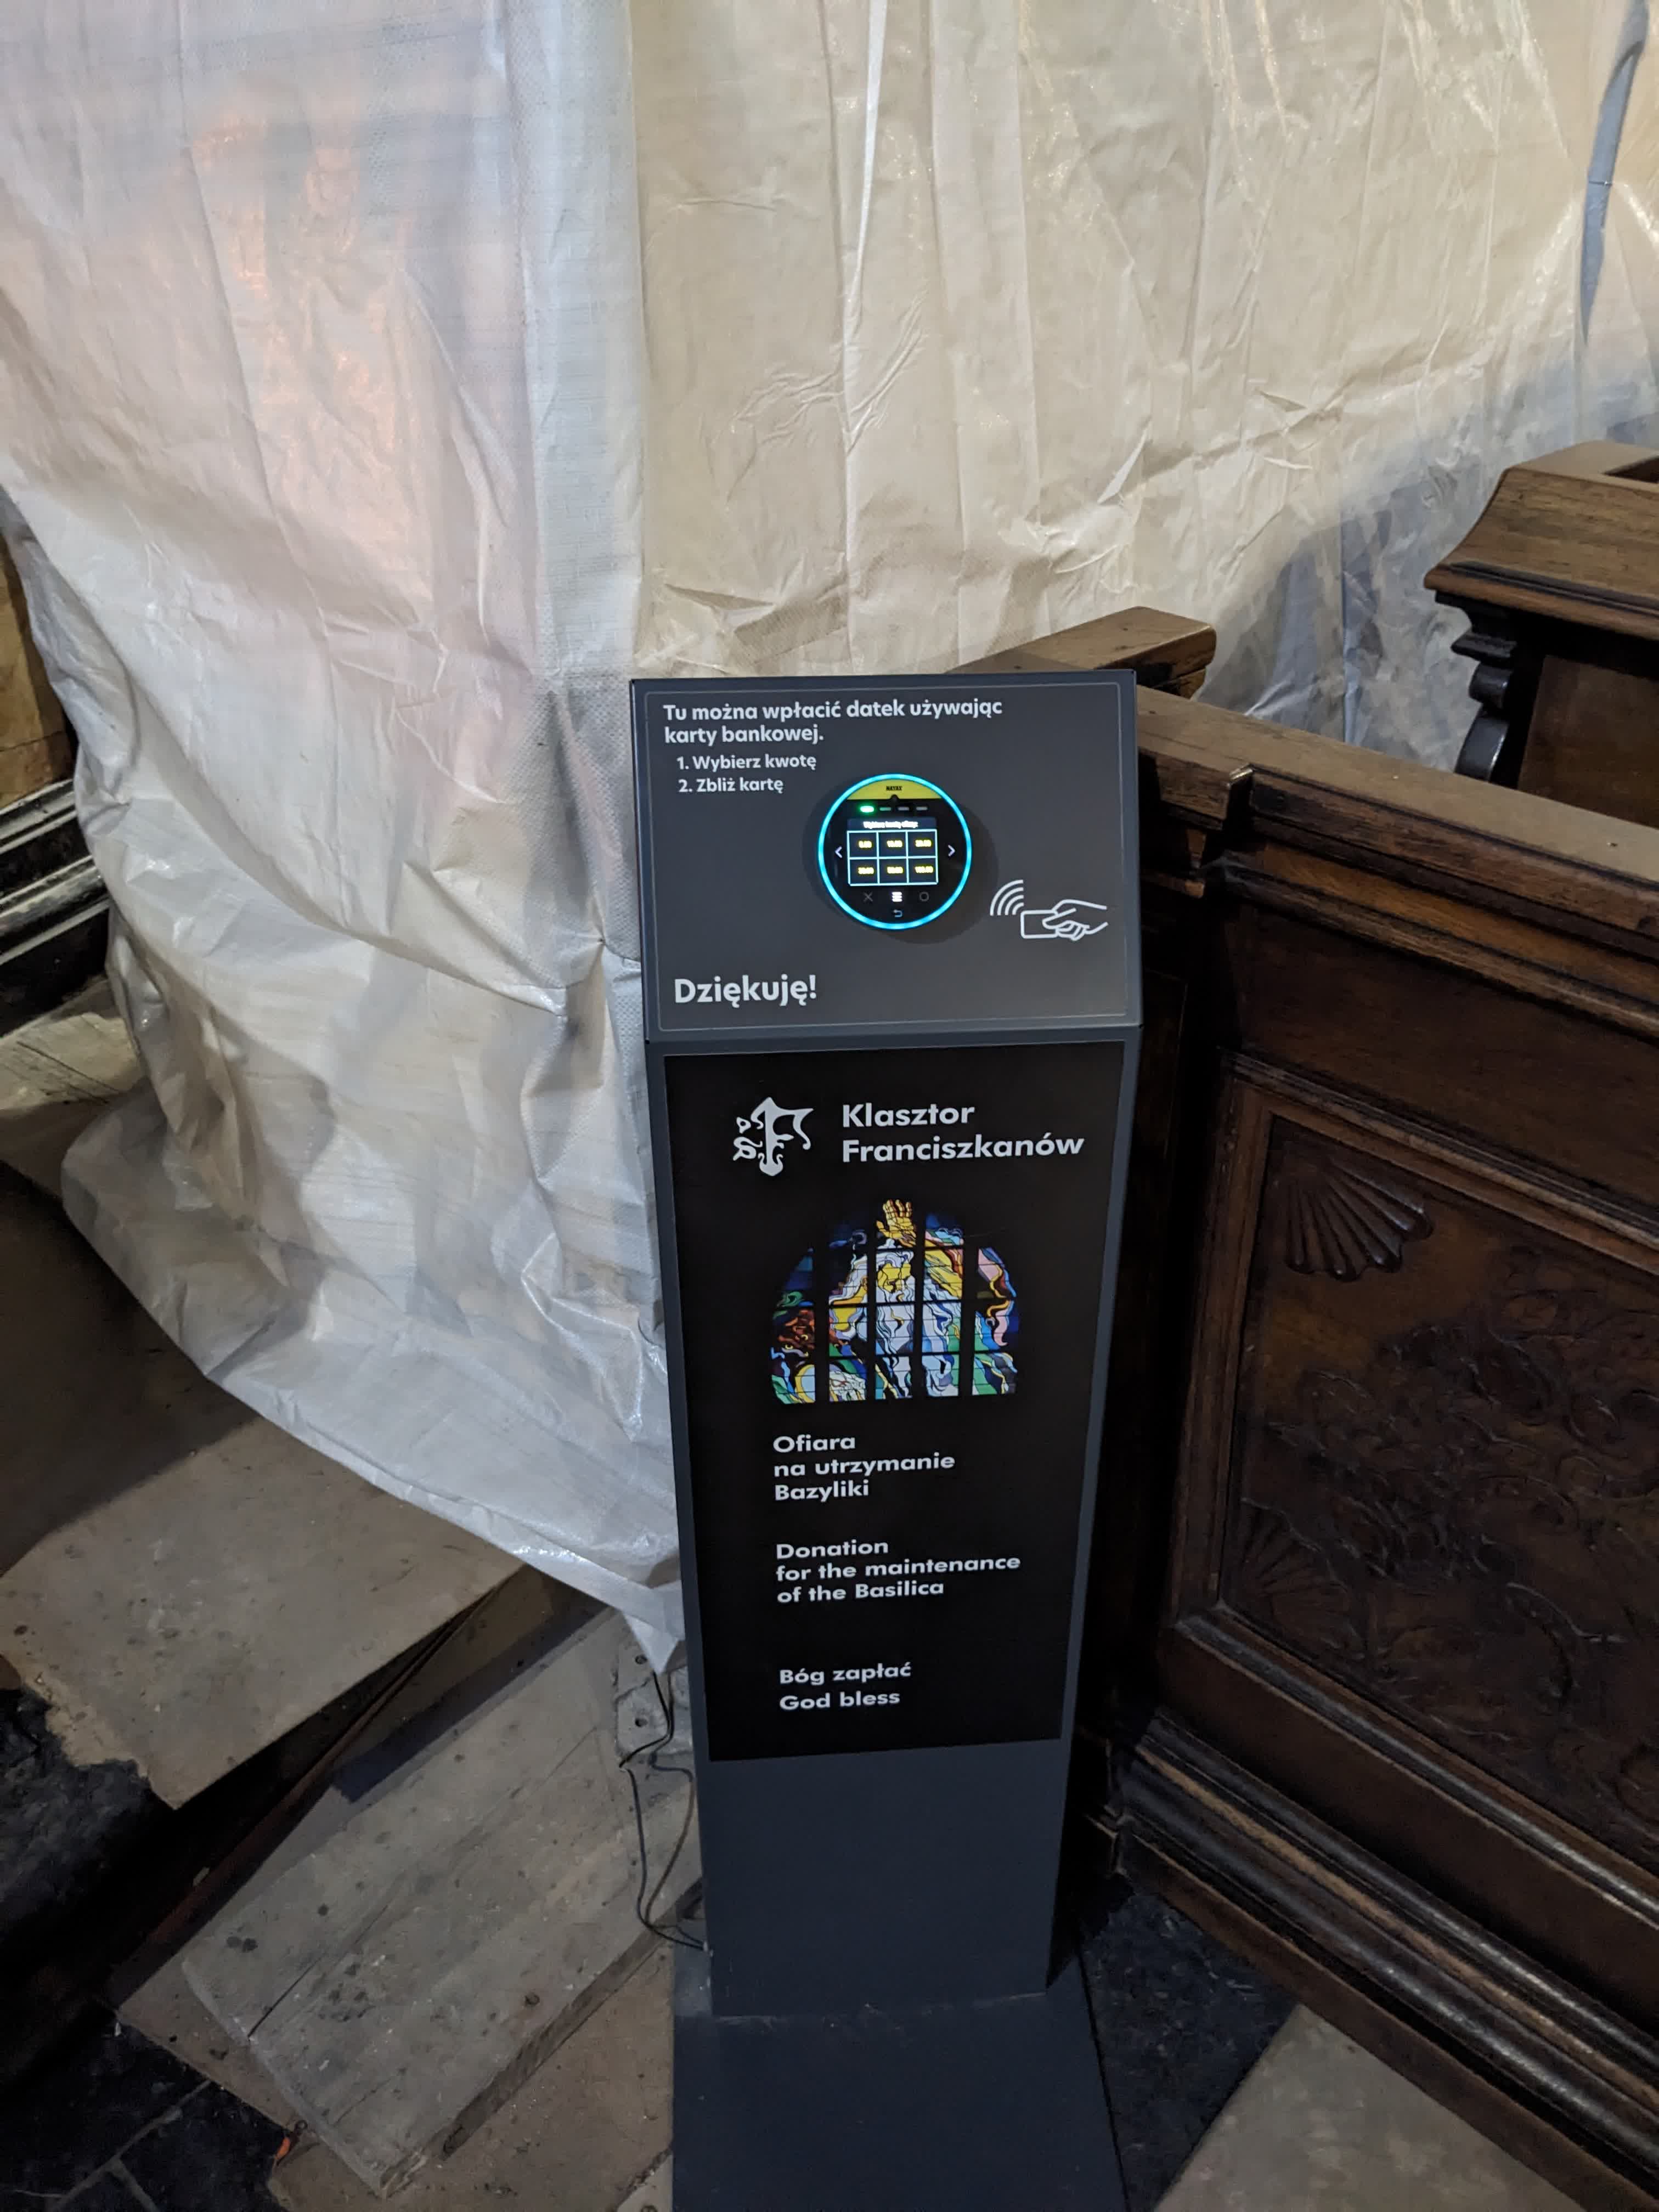 Tu można wpłacić datek używając
karty bankowej.
1. Wybierz kwotę
2. Zbliż kartę
Dziękuję!
Klasztor
Franciszkanów
Ofiara
na utrzymanie
Bazyliki
Donation
for the maintenance
of the Basilica
Bóg zapłać
God bless